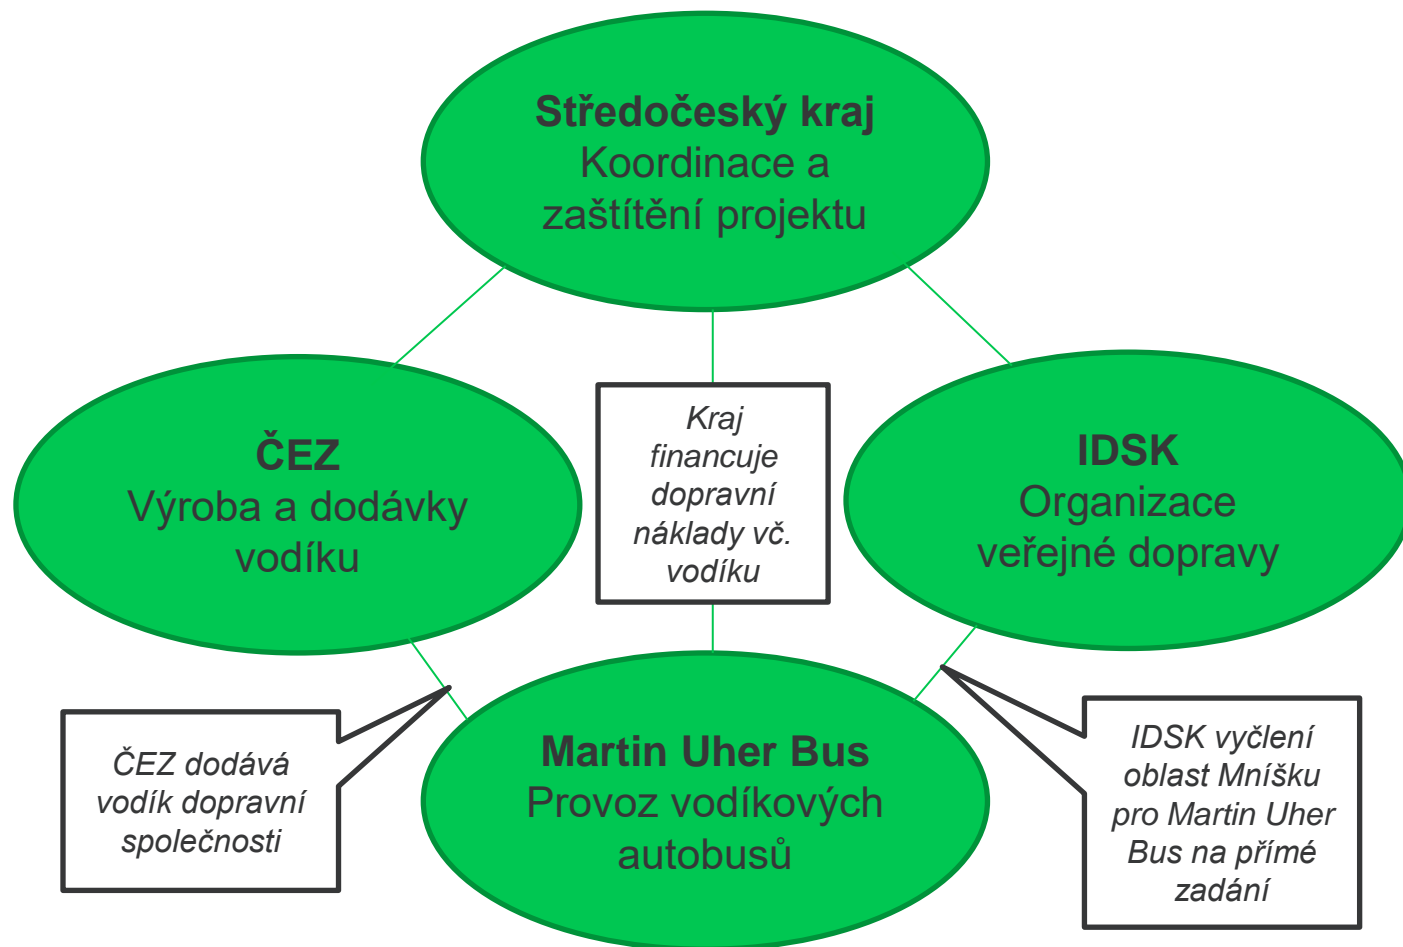 Středočeský kraj
Koordinace a
zaštítění projektu
ČEZ
Výroba a dodávky
vodíku
Kraj
financuje
dopravní
náklady vč.
vodíku
IDSK
Organizace
veřejné dopravy
ČEZ dodává
vodík dopravní
společnosti
Martin Uher Bus
Provoz vodíkových
autobusů
IDSK vyčlení
oblast Mníšku
pro Martin Uher
Bus na přímé
zadání